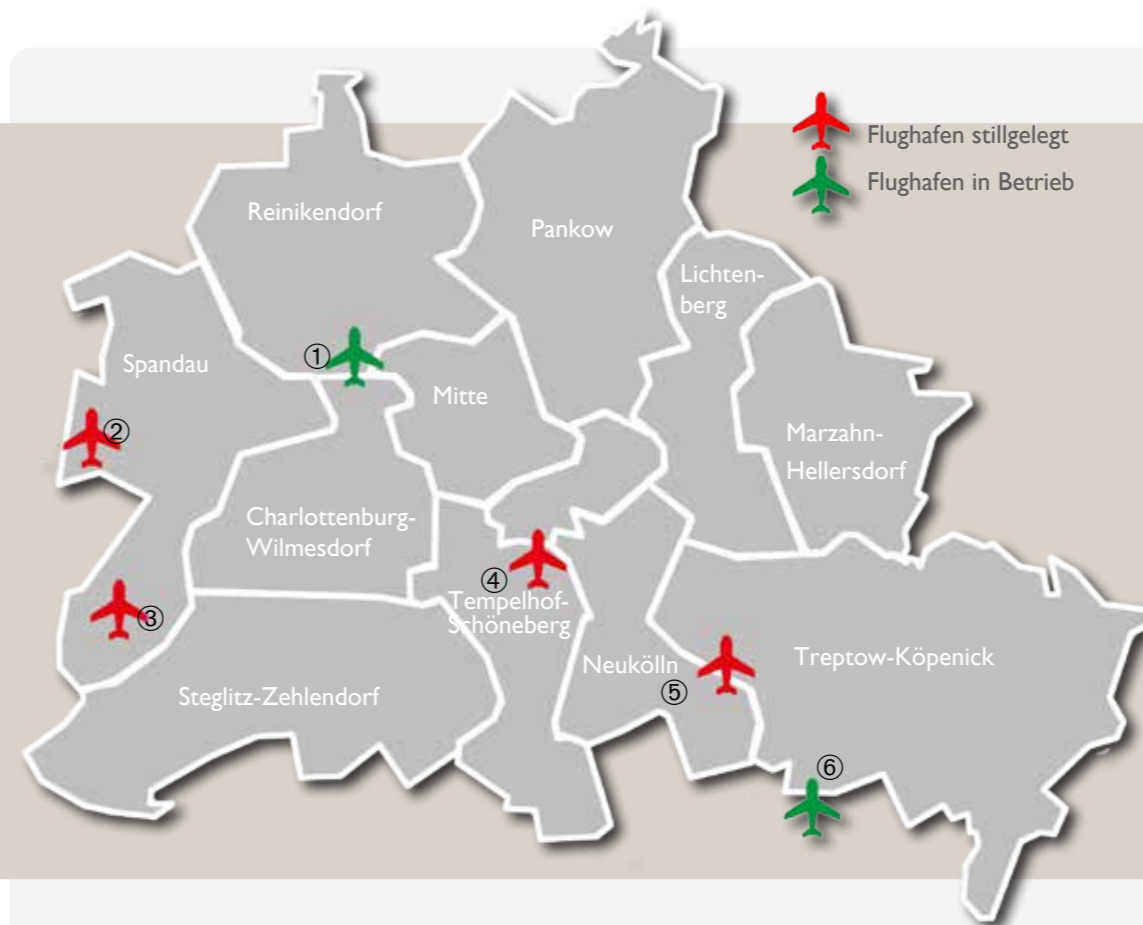 Flughafen stillgelegt
Flughafen in Betrieb
Reinikendorf
Pankow
Lichten-
berg
①
Spandau
Mitte
②
Marzahn-
Hellersdorf
Charlottenburg-
Wilmesdorf
④
Tempelhof-
Schöneberg
③
Neukölln
Treptow-Köpenick
⑤
Steglitz-Zehlendorf
⑥